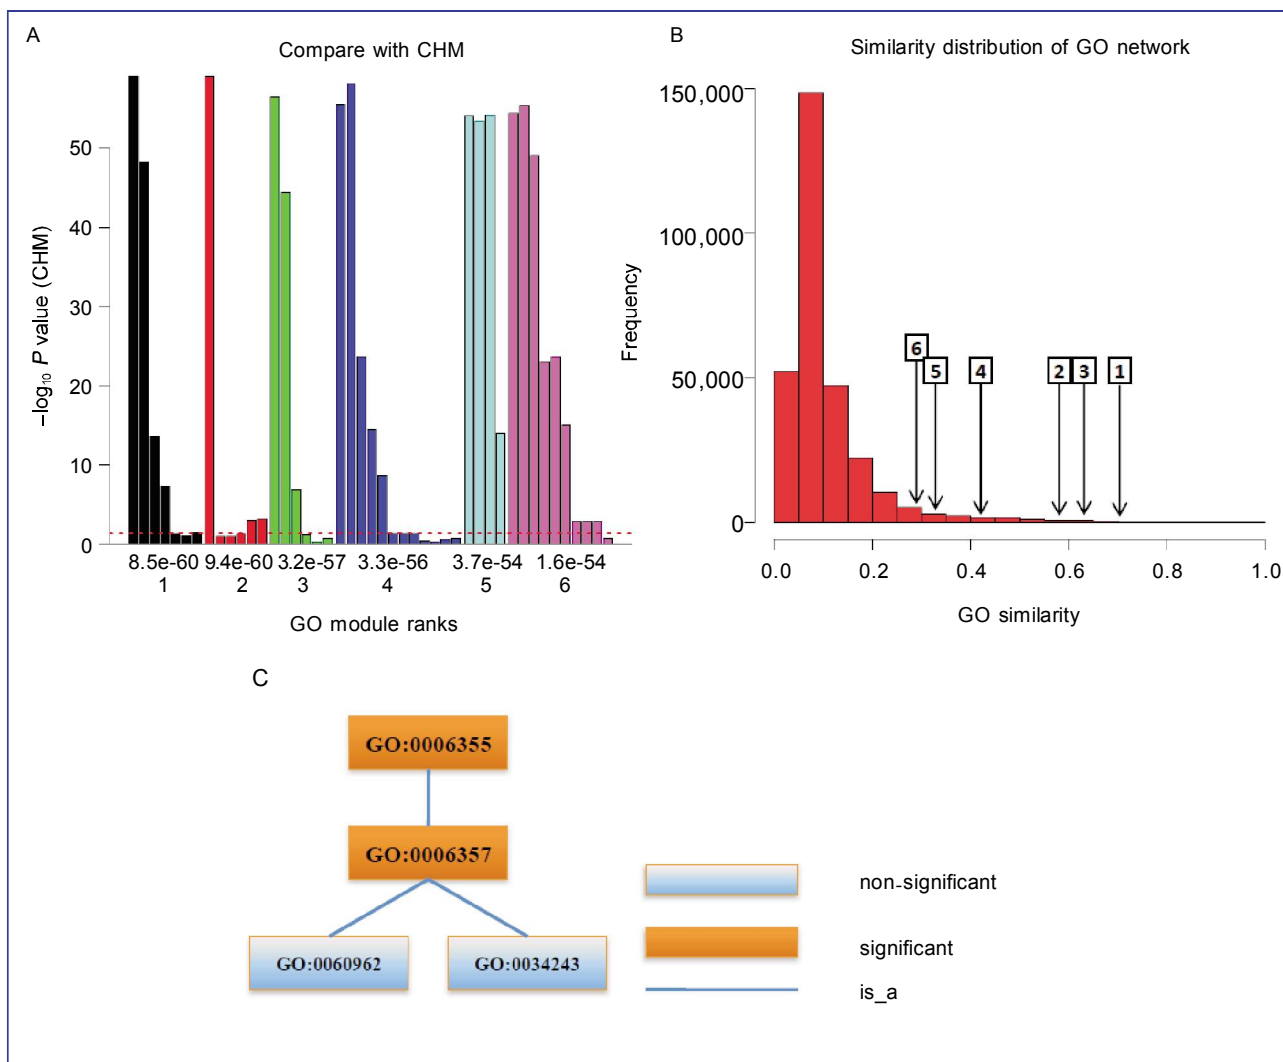 A
Compare with CHM
50
40
30
20
10
0
–log₁₀ P value (CHM)
8.5e-60 9.4e-60 3.2e-57 3.3e-56 3.7e-54 1.6e-54
1 2 3 4 5 6
GO module ranks
B
Similarity distribution of GO network
150,000
100,000
50,000
0
Frequency
6
5 4 2 3 1
0.0 0.2 0.4 0.6 0.8 1.0
GO similarity
C
GO:0006355
GO:0006357
GO:0060962 GO:0034243
non-significant
significant
is_a